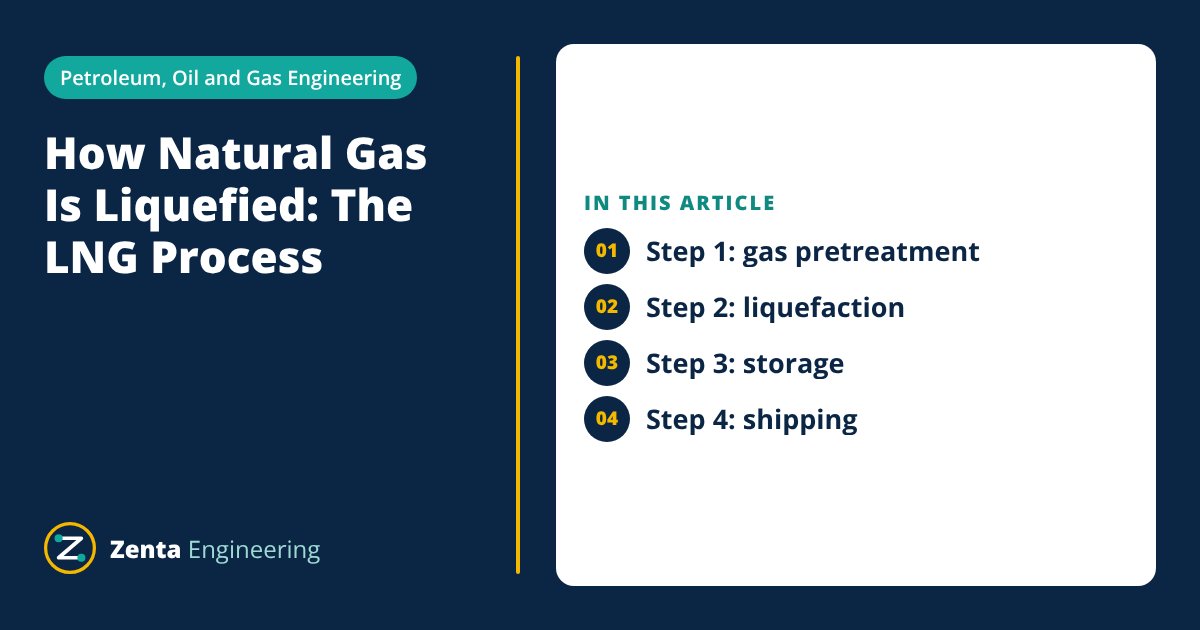 Petroleum, Oil and Gas Engineering
How Natural Gas
Is Liquefied: The
LNG Process
Z
Zenta Engineering
IN THIS ARTICLE
01 Step 1: gas pretreatment
02 Step 2: liquefaction
03 Step 3: storage
04 Step 4: shipping